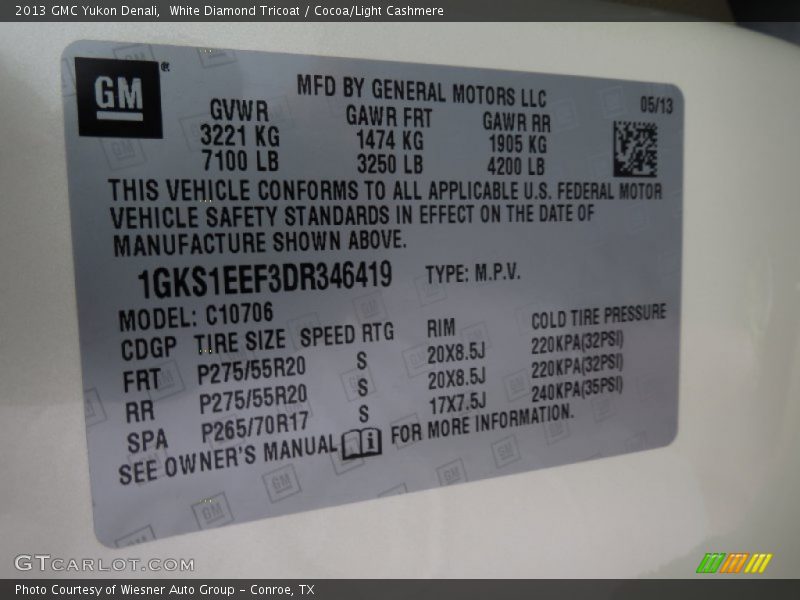 2013 GMC Yukon Denali,  White Diamond Tricoat / Cocoa/Light Cashmere
GM®
MFD BY GENERAL MOTORS LLC
05/13
GVWR GAWR FRT GAWR RR
3221 KG 1474 KG 1905 KG
7100 LB 3250 LB 4200 LB
THIS VEHICLE CONFORMS TO ALL APPLICABLE U.S. FEDERAL MOTOR
VEHICLE SAFETY STANDARDS IN EFFECT ON THE DATE OF
MANUFACTURE SHOWN ABOVE.
1GKS1EEF3DR346419 TYPE: M.P.V.
MODEL: C10706
CDGP TIRE SIZE SPEED RTG RIM COLD TIRE PRESSURE
FRT P275/55R20 S 20X8.5J 220KPA(32PSI)
RR P275/55R20 S 20X8.5J 220KPA(32PSI)
SPA P265/70R17 S 17X7.5J 240KPA(35PSI)
SEE OWNER'S MANUAL i FOR MORE INFORMATION.
GTCARLOT.COM
Photo Courtesy of Wiesner Auto Group – Conroe, TX